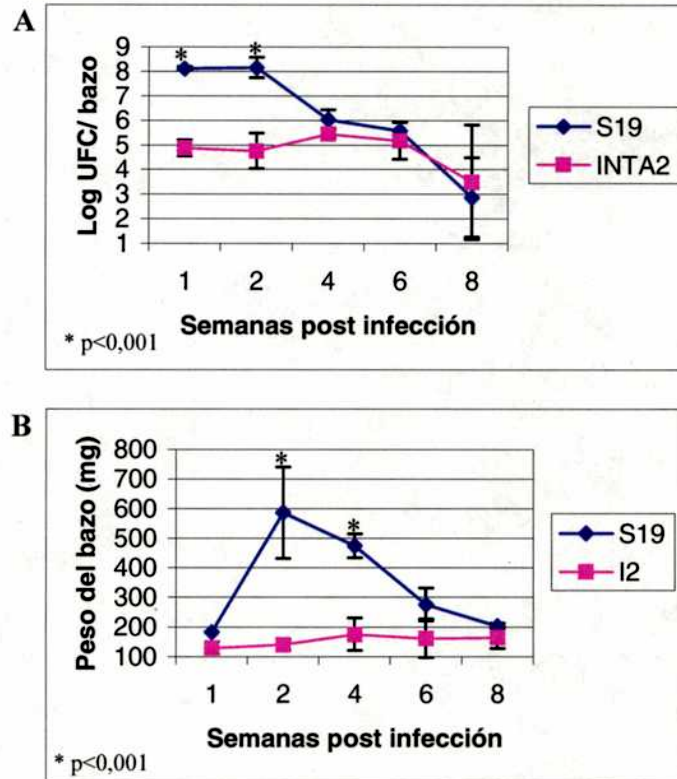 A
9
8
7
6
5
4
3
2
1
Log UFC/ bazo
* *
S19
INTA2
1 2 4 6 8
Semanas post infección
* p<0,001
B
800
700
600
500
400
300
200
100
Peso del bazo (mg)
* *
S19
I2
1 2 4 6 8
Semanas post infección
* p<0,001